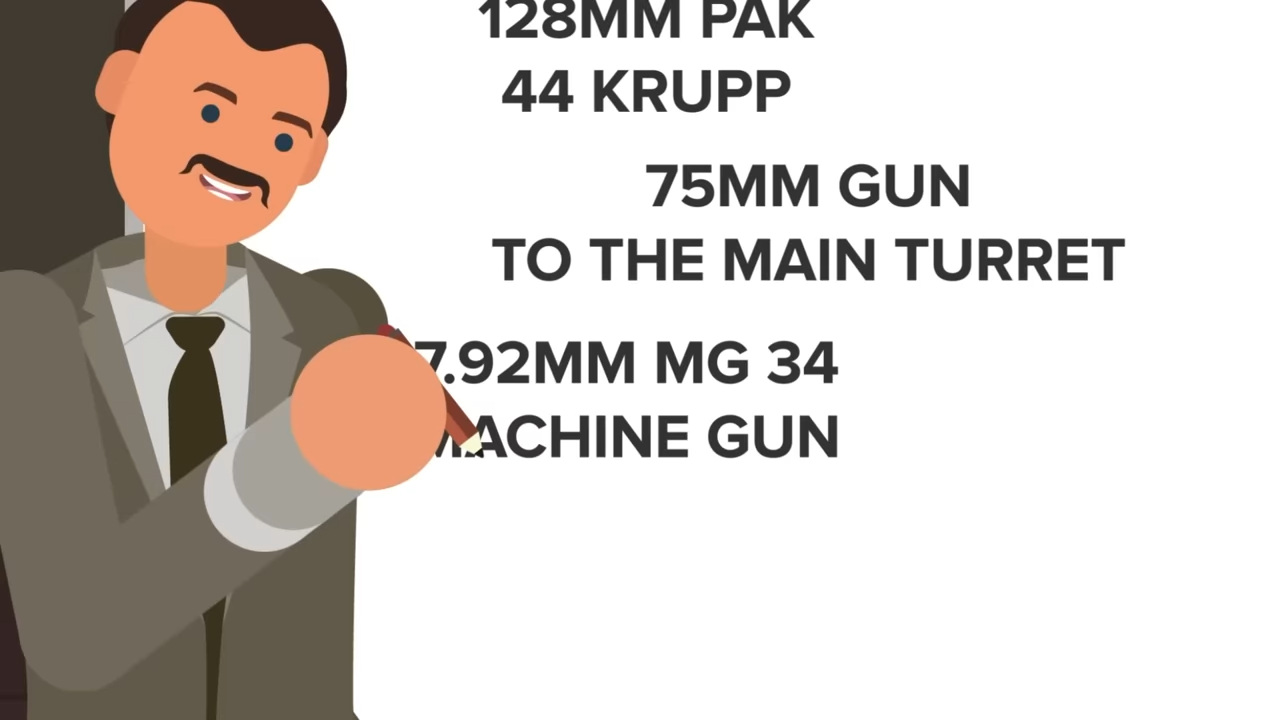 128MM PAK
44 KRUPP
75MM GUN
TO THE MAIN TURRET
7.92MM MG 34
MACHINE GUN